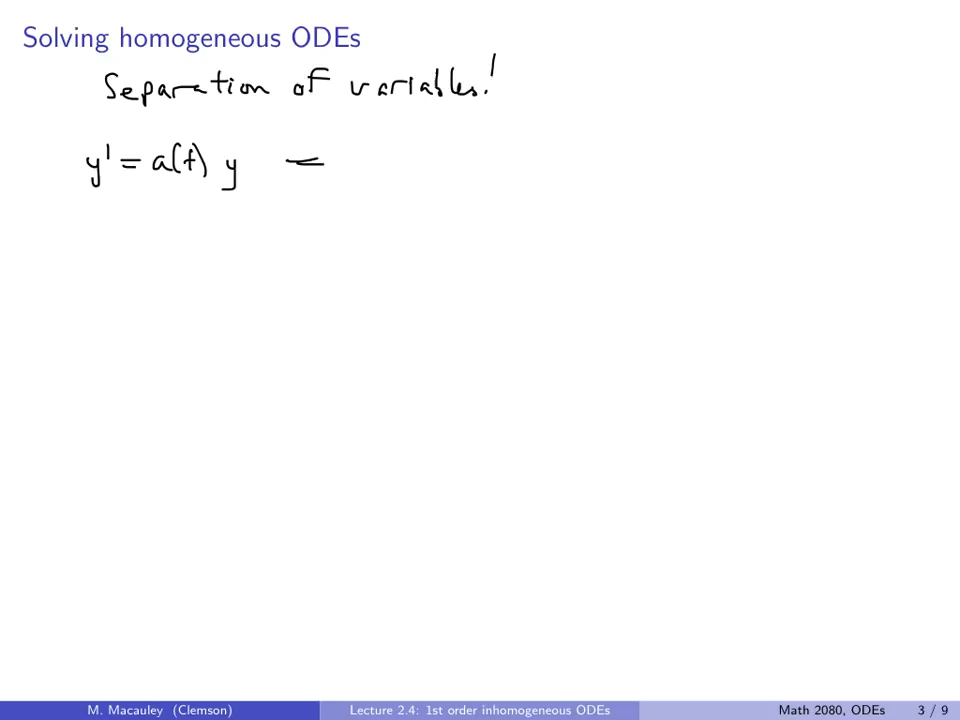 Solving homogeneous ODEs
Separation of variables!
y' = a(t) y =
M. Macauley (Clemson) Lecture 2.4: 1st order inhomogeneous ODEs Math 2080, ODEs 3 / 9